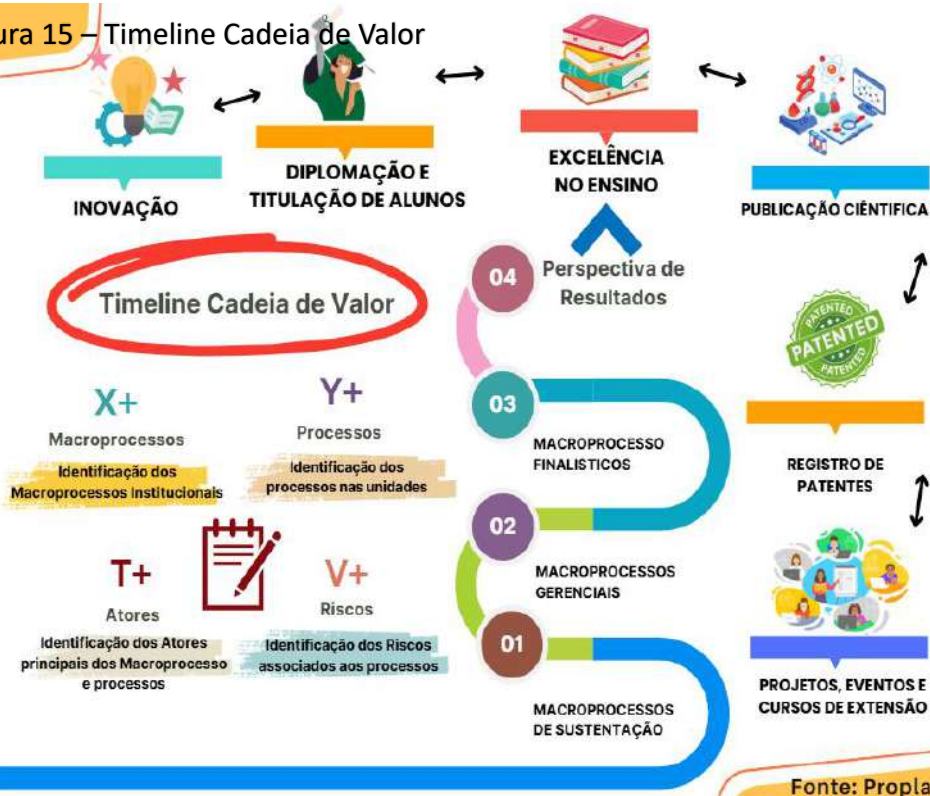 ura 15 – Timeline Cadeia de Valor
INOVAÇÃO
DIPLOMAÇÃO E
TITULAÇÃO DE ALUNOS
EXCELÊNCIA
NO ENSINO
PUBLICAÇÃO CIÊNTIFICA
Timeline Cadeia de Valor
04
Perspectiva de
Resultados
PATENTED
PATENTED
PATENTED
X+
Macroprocessos
Identificação dos
Macroprocessos Institucionais
Y+
Processos
Identificação dos
processos nas unidades
03
MACROPROCESSO
FINALISTICOS
REGISTRO DE
PATENTES
T+
Atores
Identificação dos Atores
principais dos Macroprocesso
e processos
V+
Riscos
Identificação dos Riscos
associados aos processos
02
MACROPROCESSOS
GERENCIAIS
01
MACROPROCESSOS
DE SUSTENTAÇÃO
PROJETOS, EVENTOS E
CURSOS DE EXTENSÃO
Fonte: Propla